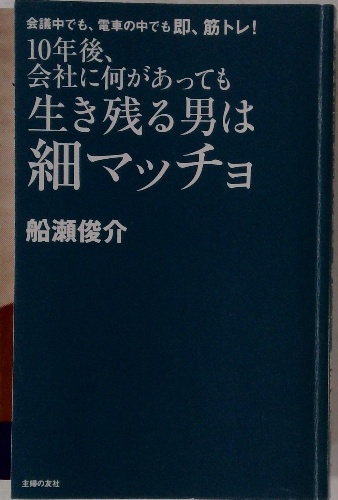 会議中でも、電車の中でも即、筋トレ！
10年後、
会社に何があっても
生き残る男は
細マッチョ
船瀬俊介
主婦の友社